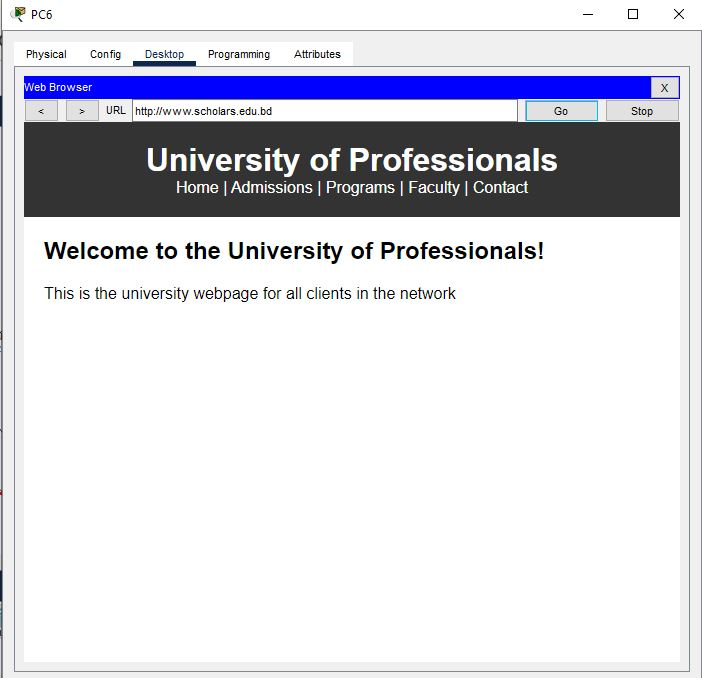 PC6
Physical Config Desktop Programming Attributes
Web Browser X
< > URL http://www.scholars.edu.bd Go Stop
University of Professionals
Home | Admissions | Programs | Faculty | Contact
Welcome to the University of Professionals!
This is the university webpage for all clients in the network